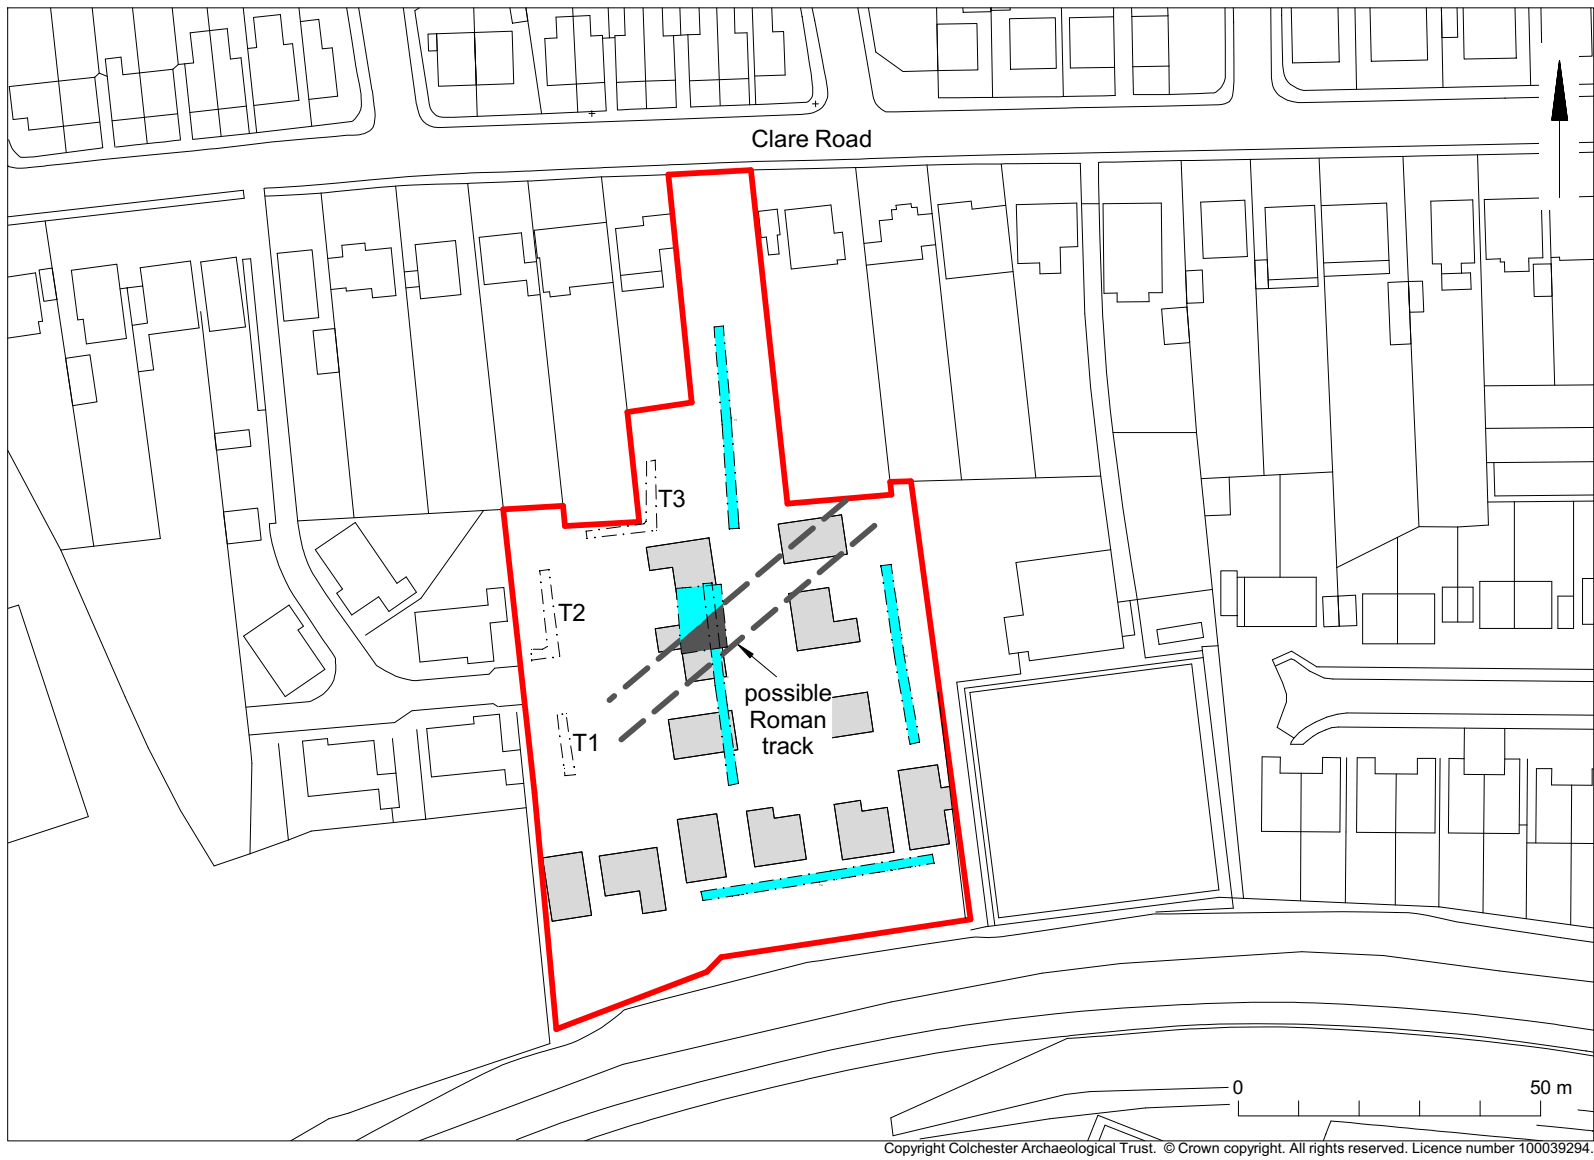 Clare Road
T3
T2
possible
Roman
track
T1
0
50 m
Copyright Colchester Archaeological Trust. © Crown copyright. All rights reserved. Licence number 100039294.